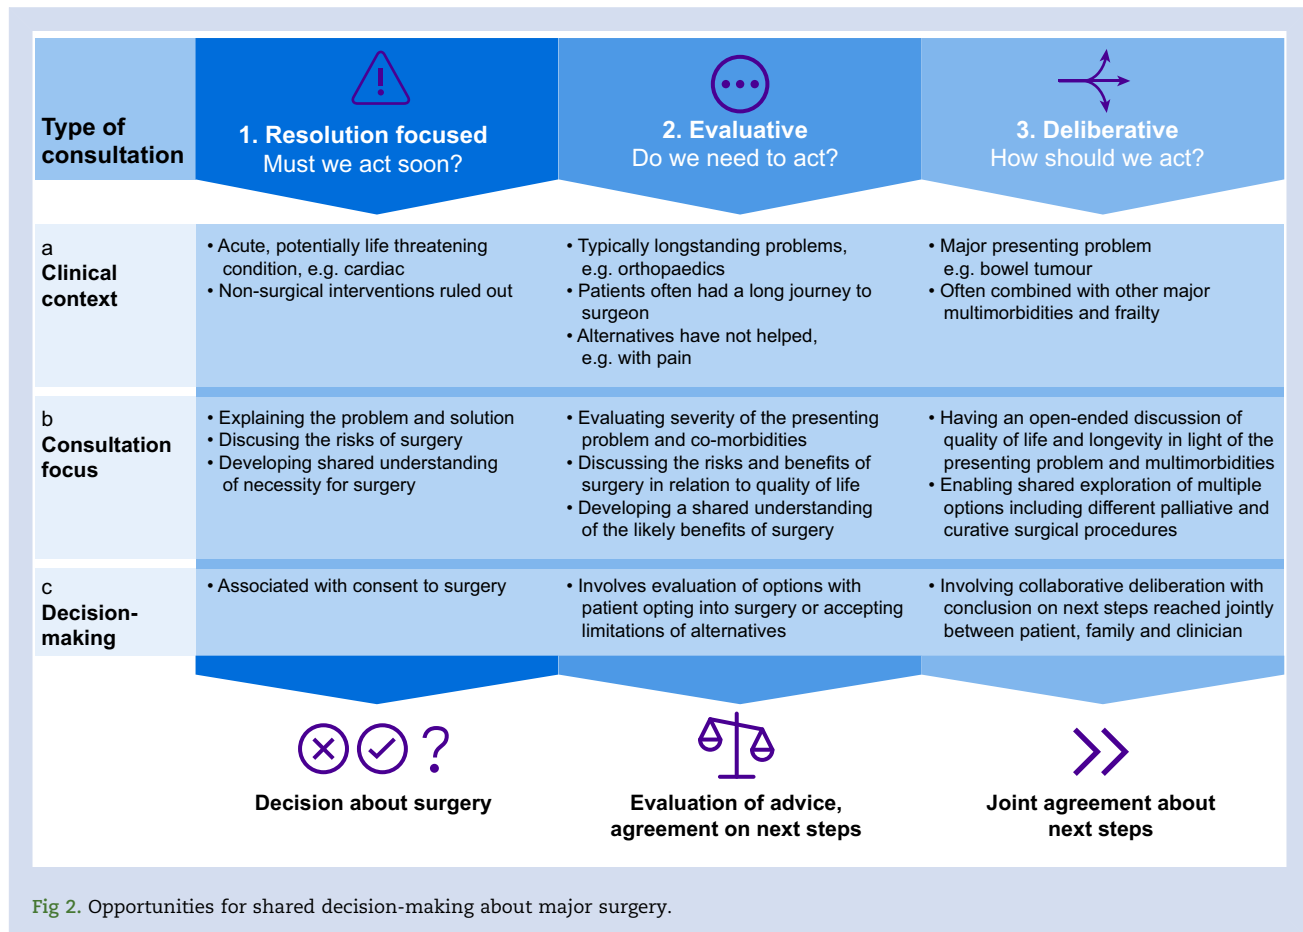 Type of
consultation
1. Resolution focused
Must we act soon?
2. Evaluative
Do we need to act?
3. Deliberative
How should we act?
a
Clinical
context
• Acute, potentially life threatening
condition, e.g. cardiac
• Non-surgical interventions ruled out
• Typically longstanding problems,
e.g. orthopaedics
• Patients often had a long journey to
surgeon
• Alternatives have not helped,
e.g. with pain
• Major presenting problem
e.g. bowel tumour
• Often combined with other major
multimorbidities and frailty
b
Consultation
focus
• Explaining the problem and solution
• Discusing the risks of surgery
• Developing shared understanding
of necessity for surgery
• Evaluating severity of the presenting
problem and co-morbidities
• Discussing the risks and benefits of
surgery in relation to quality of life
• Developing a shared understanding
of the likely benefits of surgery
• Having an open-ended discussion of
quality of life and longevity in light of the
presenting problem and multimorbidities
• Enabling shared exploration of multiple
options including different palliative and
curative surgical procedures
c
Decision-
making
• Associated with consent to surgery
• Involves evaluation of options with
patient opting into surgery or accepting
limitations of alternatives
• Involving collaborative deliberation with
conclusion on next steps reached jointly
between patient, family and clinician
?
Decision about surgery
Evaluation of advice,
agreement on next steps
Joint agreement about
next steps
Fig 2. Opportunities for shared decision-making about major surgery.